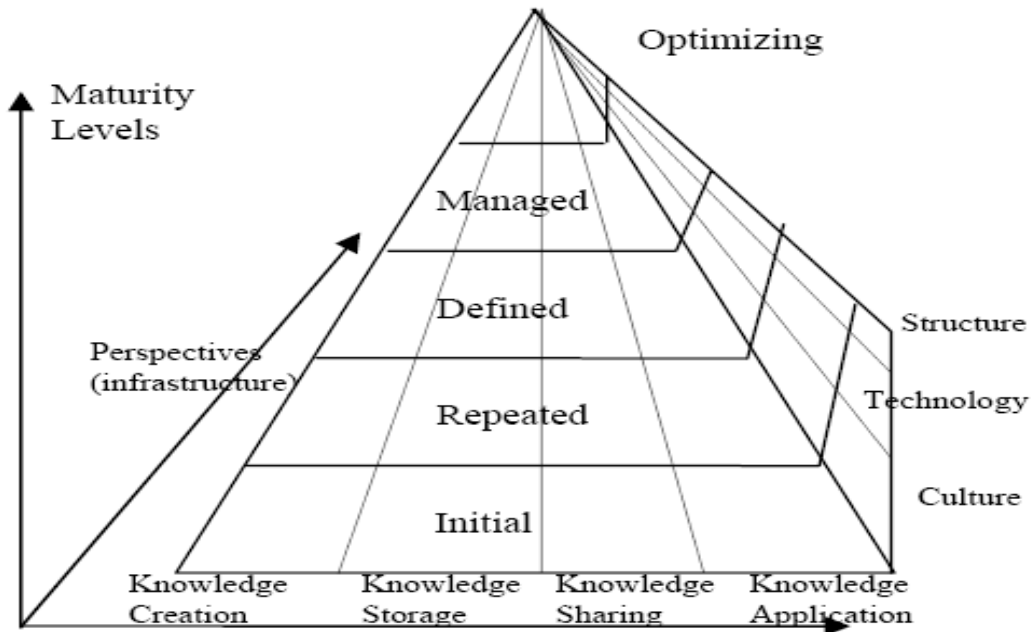 Optimizing
Maturity
Levels
Managed
Defined
Structure
Perspectives
(infrastructure)
Technology
Repeated
Culture
Initial
Knowledge
Creation
Knowledge
Storage
Knowledge
Sharing
Knowledge
Application